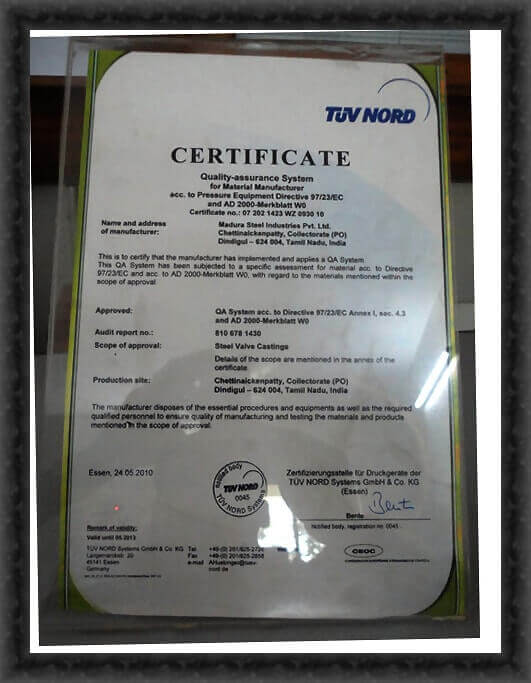 TÜV NORD
CERTIFICATE
Quality-assurance System
for Material Manufacturer
acc. to Pressure Equipment Directive 97/23/EC
and AD 2000-Merkblatt W0
Certificate no.: 07 202 1423 WZ 0930 10
Name and address of manufacturer:
Madura Steel Industries Pvt. Ltd.
Chettinaickenpatty, Collectorate (PO)
Dindigul – 624 004, Tamil Nadu, India
This is to certify that the manufacturer has implemented and applies a QA System.
This QA System has been subjected to a specific assessment for material acc. to Directive
97/23/EC and acc. to AD 2000-Merkblatt W0, with regard to the materials mentioned within the
scope of approval.
Approved: QA System acc. to Directive 97/23/EC Annex I, sec. 4.3
and AD 2000-Merkblatt W0
Audit report no.: 810 678 1430
Scope of approval: Steel Valve Castings
Details of the scope are mentioned in the annex of the
certificate.
Production site: Chettinaickenpatty, Collectorate (PO)
Dindigul – 624 004, Tamil Nadu, India
The manufacturer disposes of the essential procedures and equipments as well as the required
qualified personnel to ensure quality of manufacturing and testing the materials and products
mentioned in the scope of approval.
Essen, 24.05.2010
notified body
TÜV NORD
0045
TÜV NORD Systems
Zertifizierungsstelle für Druckgeräte der
TÜV NORD Systems GmbH & Co. KG
(Essen)
Notified body, registration no. 0045
Remark of validity:
Valid until 05.2013
TÜV NORD Systems GmbH & Co. KG Tel.
Langemarckstr. 20 Fax
45141 Essen e-mail
Germany
CEOC